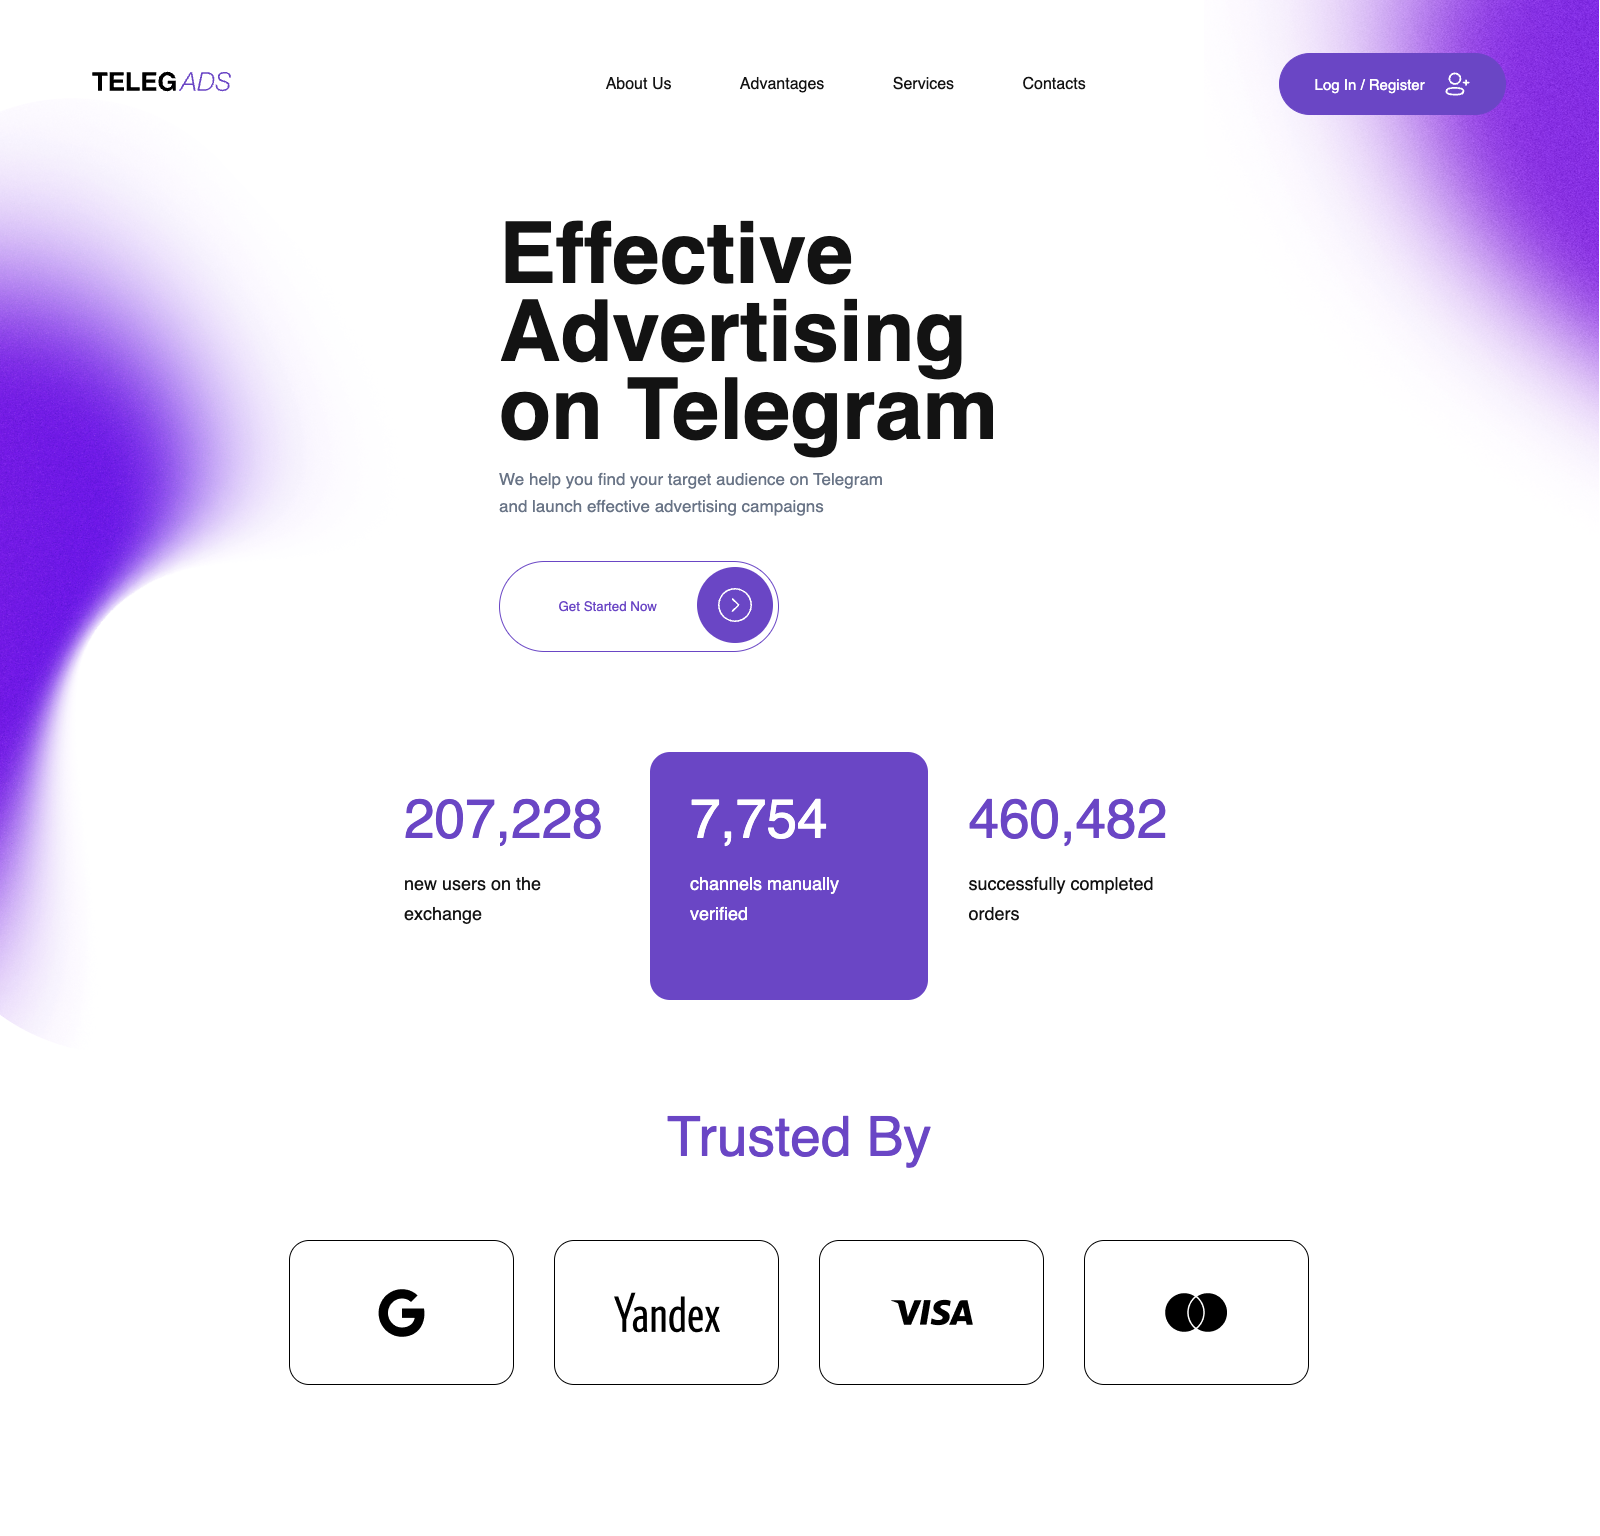 TELEGADS
About Us
Advantages
Services
Contacts
Log In / Register
Effective
Advertising
on Telegram
We help you find your target audience on Telegram
and launch effective advertising campaigns
Get Started Now
207,228
new users on the
exchange
7,754
channels manually
verified
460,482
successfully completed
orders
Trusted By
G
Yandex
VISA